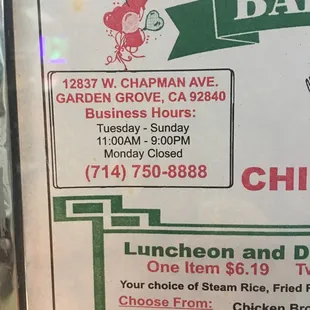 12837 W. CHAPMAN AVE.
GARDEN GROVE, CA 92840
Business Hours:
Tuesday - Sunday
11:00AM - 9:00PM
Monday Closed
(714) 750-8888
CHI
Luncheon and D
One Item $6.19
Your choice of Steam Rice, Fried
Choose From:
Chicken